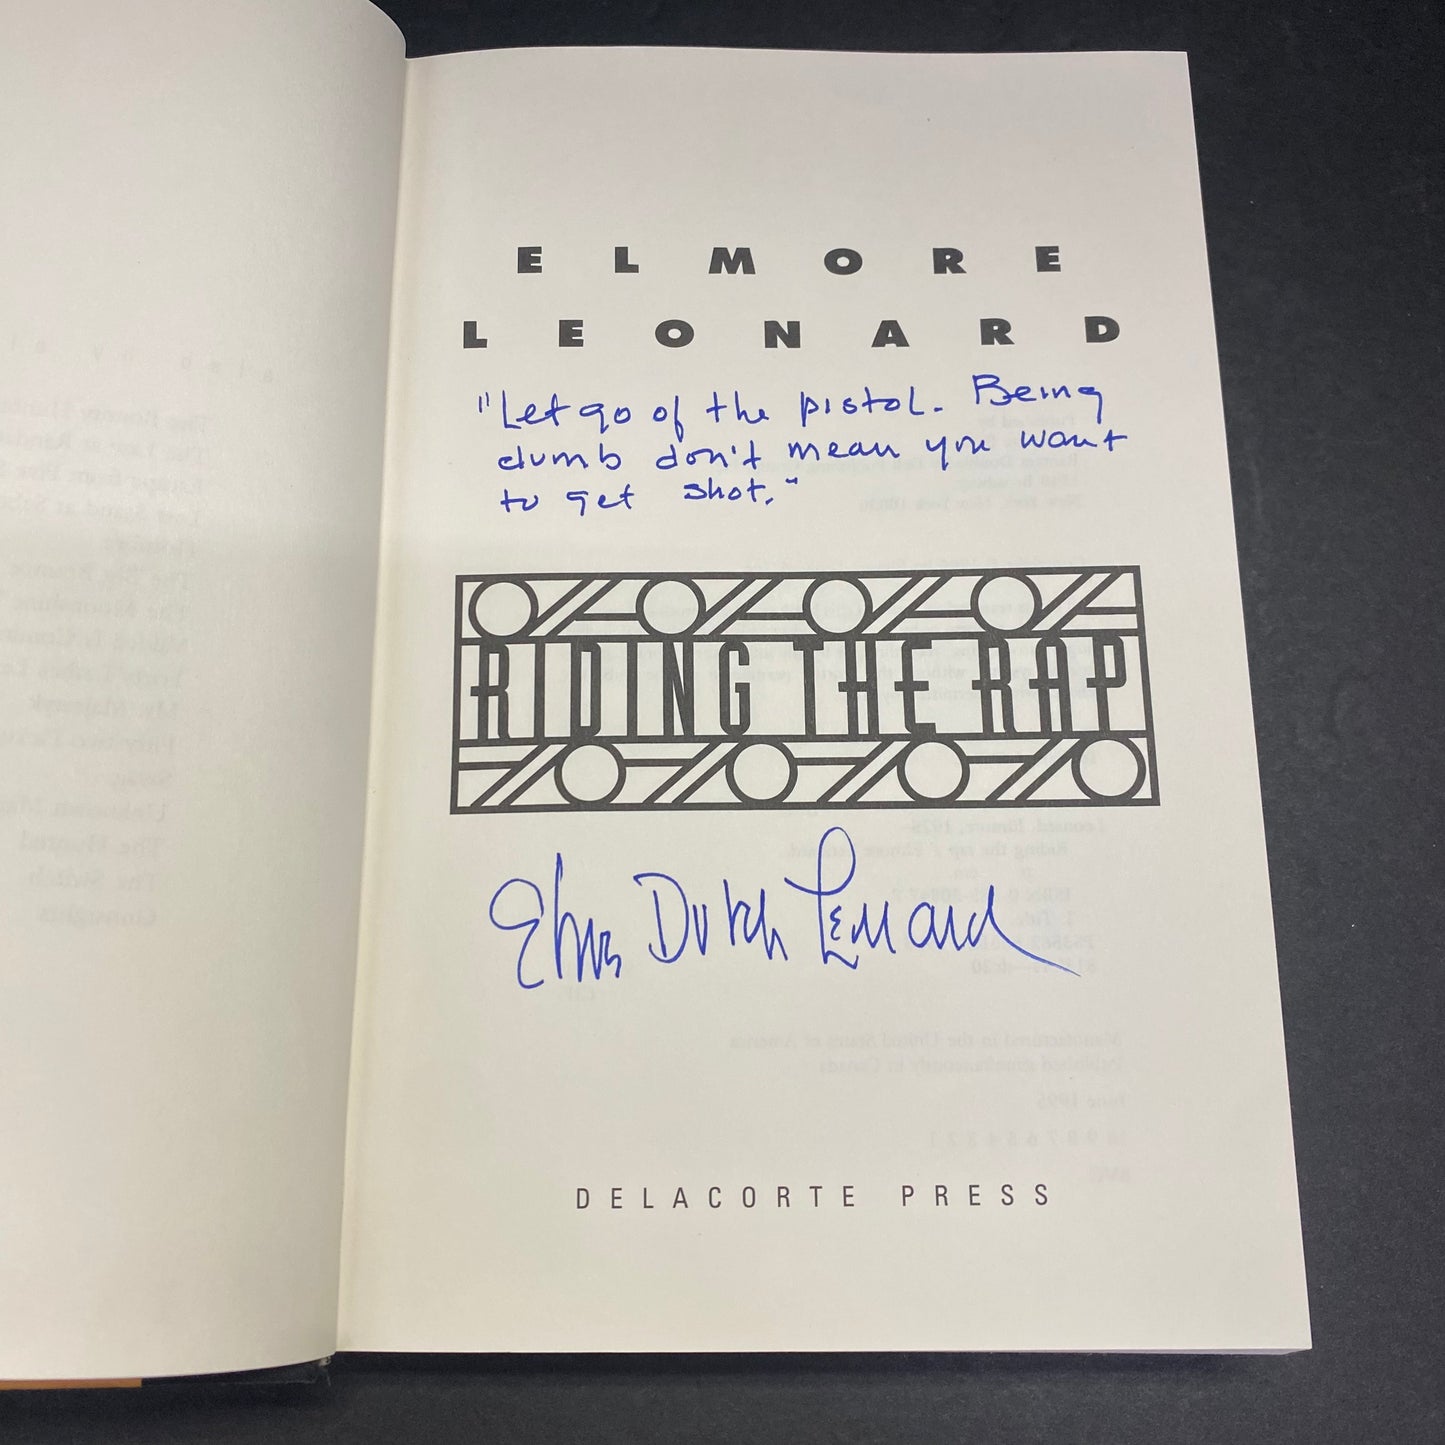 ELMORE
LEONARD
"Let go of the pistol. Being
dumb don't mean you want
to get shot."
RIDING THE RAP
Elmore Dutch Leonard
DELACORTE PRESS